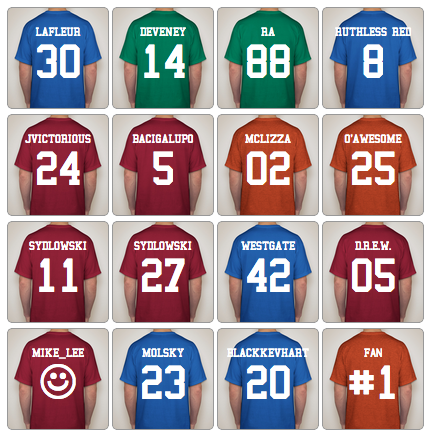 LAFLEUR
30
DEVENEY
14
RA
88
RUTHLESS RED
8
JVICTORIOUS
24
BACIGALUPO
5
MCLIZZA
02
O'AWESOME
25
SYDLOWSKI
11
SYDLOWSKI
27
WESTGATE
42
D.R.E.W.
05
MIKE_LEE
MOLSKY
23
BLACKKEVHART
20
FAN
#1